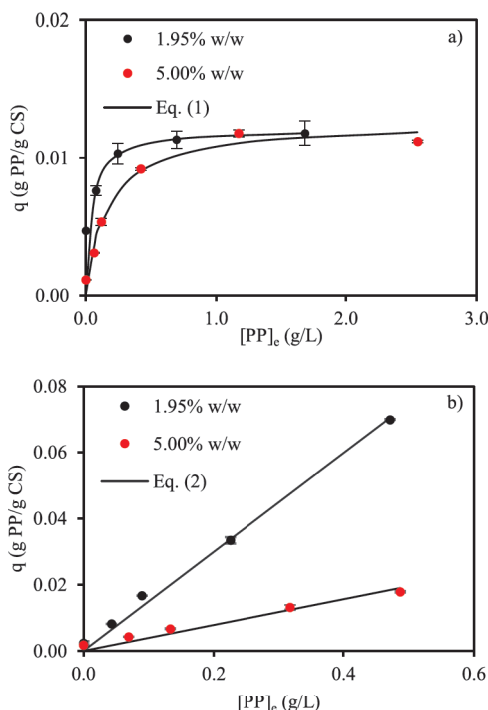 a)
1.95% w/w
5.00% w/w
Eq. (1)
q (g PP/g CS)
0.02
0.01
0.00
0.0 1.0 2.0 3.0
[PP]e (g/L)
b)
1.95% w/w
5.00% w/w
Eq. (2)
q (g PP/g CS)
0.08
0.06
0.04
0.02
0.00
0.0 0.2 0.4 0.6
[PP]e (g/L)